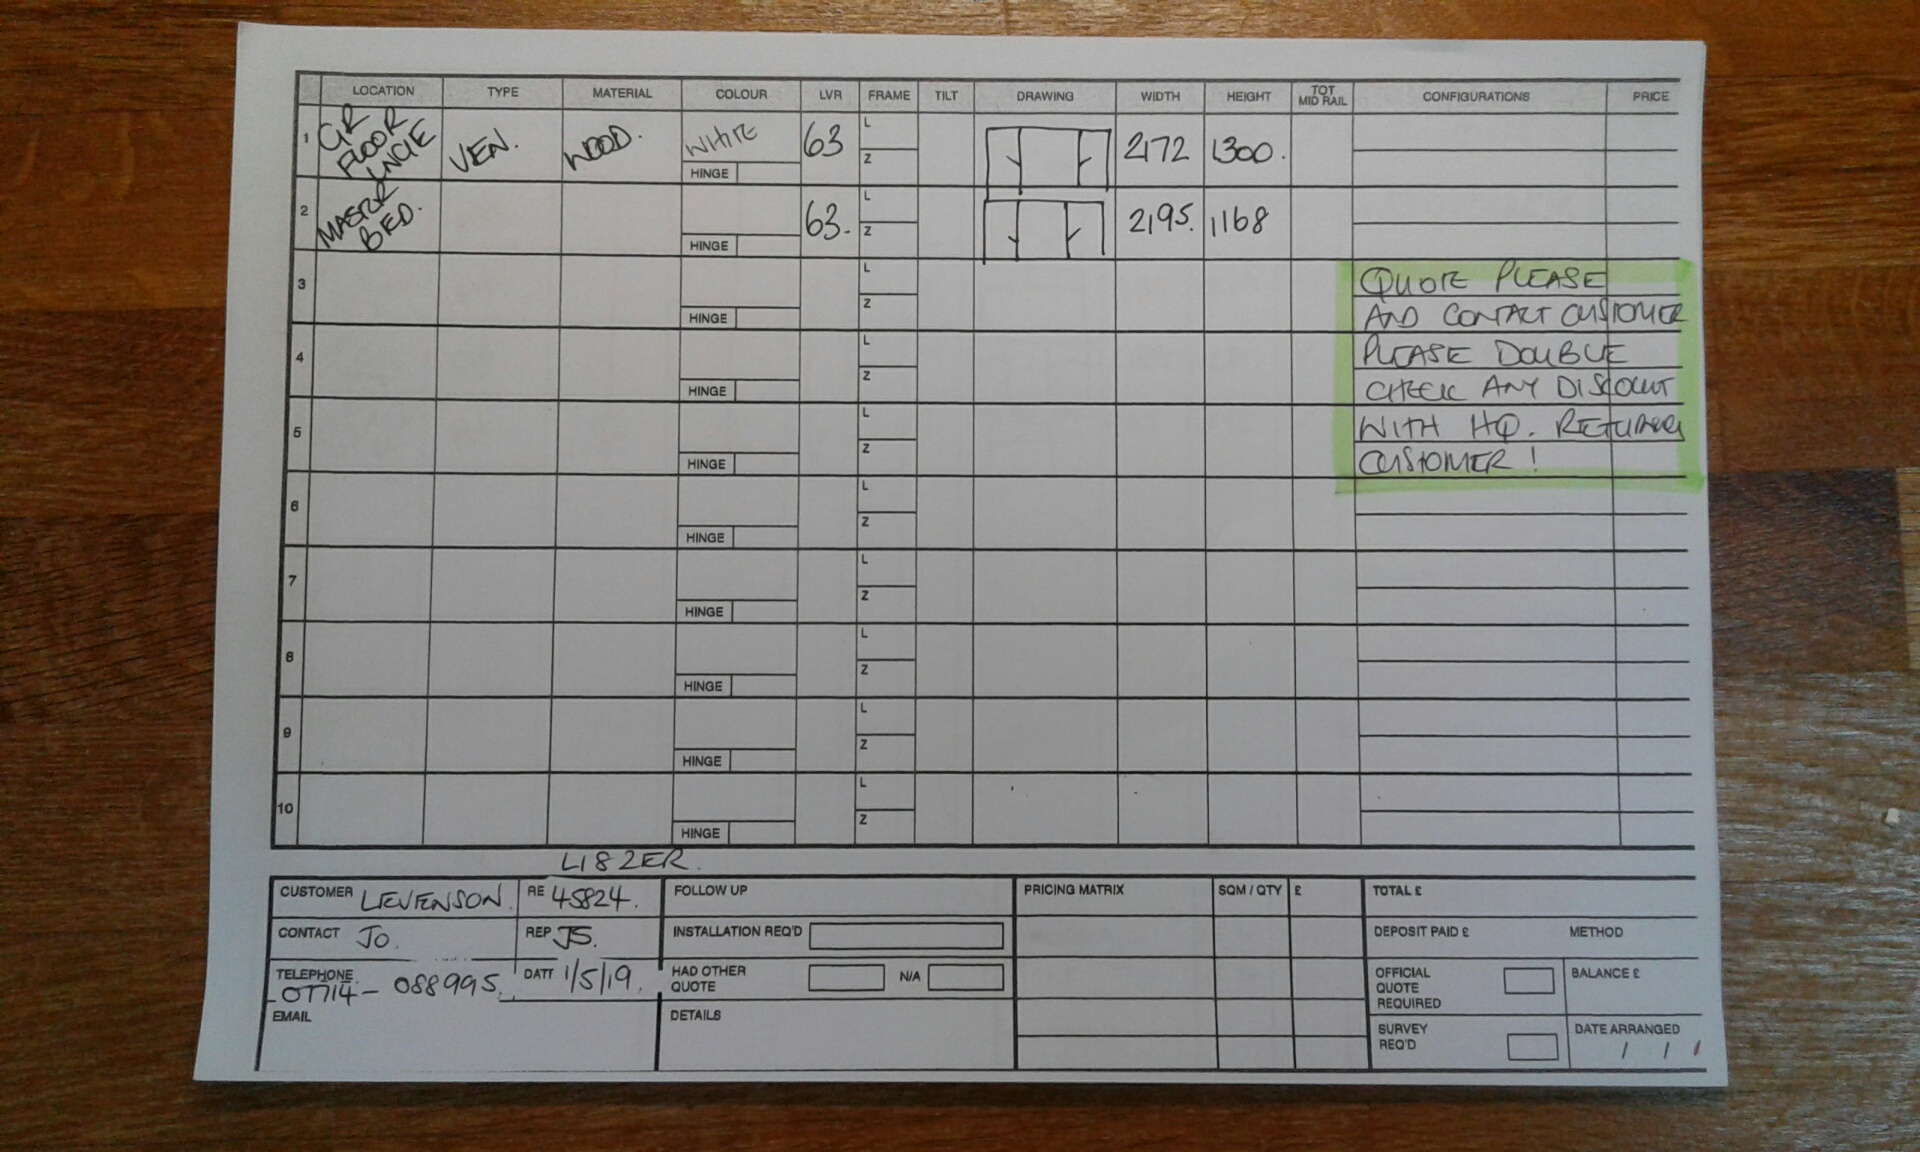 LOCATION TYPE MATERIAL COLOUR LVR FRAME TILT DRAWING WIDTH HEIGHT TOT MID RAIL CONFIGURATIONS PRICE
1 GR FLOOR LNGE VEN. WOOD. WHITE HINGE 63 L Z 2172 1300.
2 MASTR BED. HINGE 63. L Z 2195. 1168
3 HINGE L Z QUOTE PLEASE
AND CONTACT CUSTOMER
4 HINGE L Z PLEASE DOUBLE
CHECK ANY DISCOUNT
5 HINGE L Z WITH HQ. RETURNING
CUSTOMER!
6 HINGE L Z
7 HINGE L Z
8 HINGE L Z
9 HINGE L Z
10 HINGE L Z
CUSTOMER LEVENSON
CONTACT JO.
TELEPHONE
07714-088995.
EMAIL
RE 45824.
REP JS.
DATE 1/5/19.
FOLLOW UP
INSTALLATION REQ'D
HAD OTHER QUOTE N/A
DETAILS
PRICING MATRIX SQM / QTY £
TOTAL £
DEPOSIT PAID £ METHOD
OFFICIAL QUOTE REQUIRED BALANCE £
SURVEY REQ'D DATE ARRANGED
/ / /